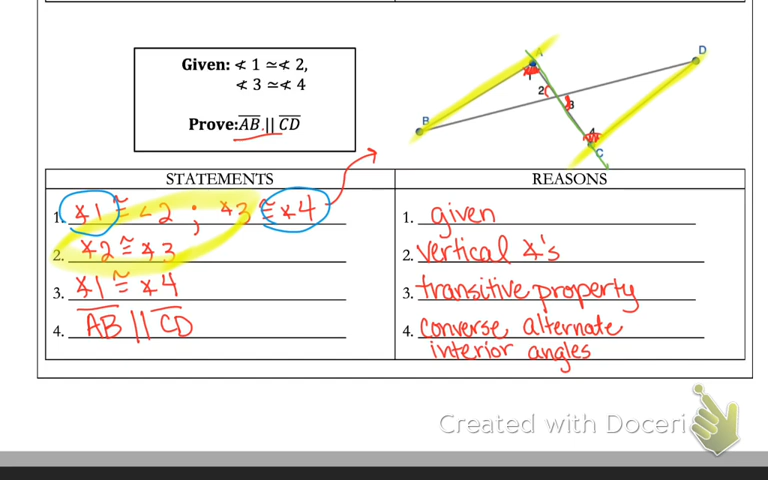 Given: ∢ 1 ≃∢ 2,
∢ 3 ≃∢ 4
Prove: AB || CD
A
D
1
2
3
B
4
C
STATEMENTS
REASONS
1. ∢1 ≅ ∠2 ; ∢3 ≅ ∢4
1. given
2. ∢2 ≅ ∢3
2. vertical ∢'s
3. ∢1 ≅ ∢4
3. transitive property
4. AB || CD
4. converse alternate
interior angles
Created with Doceri